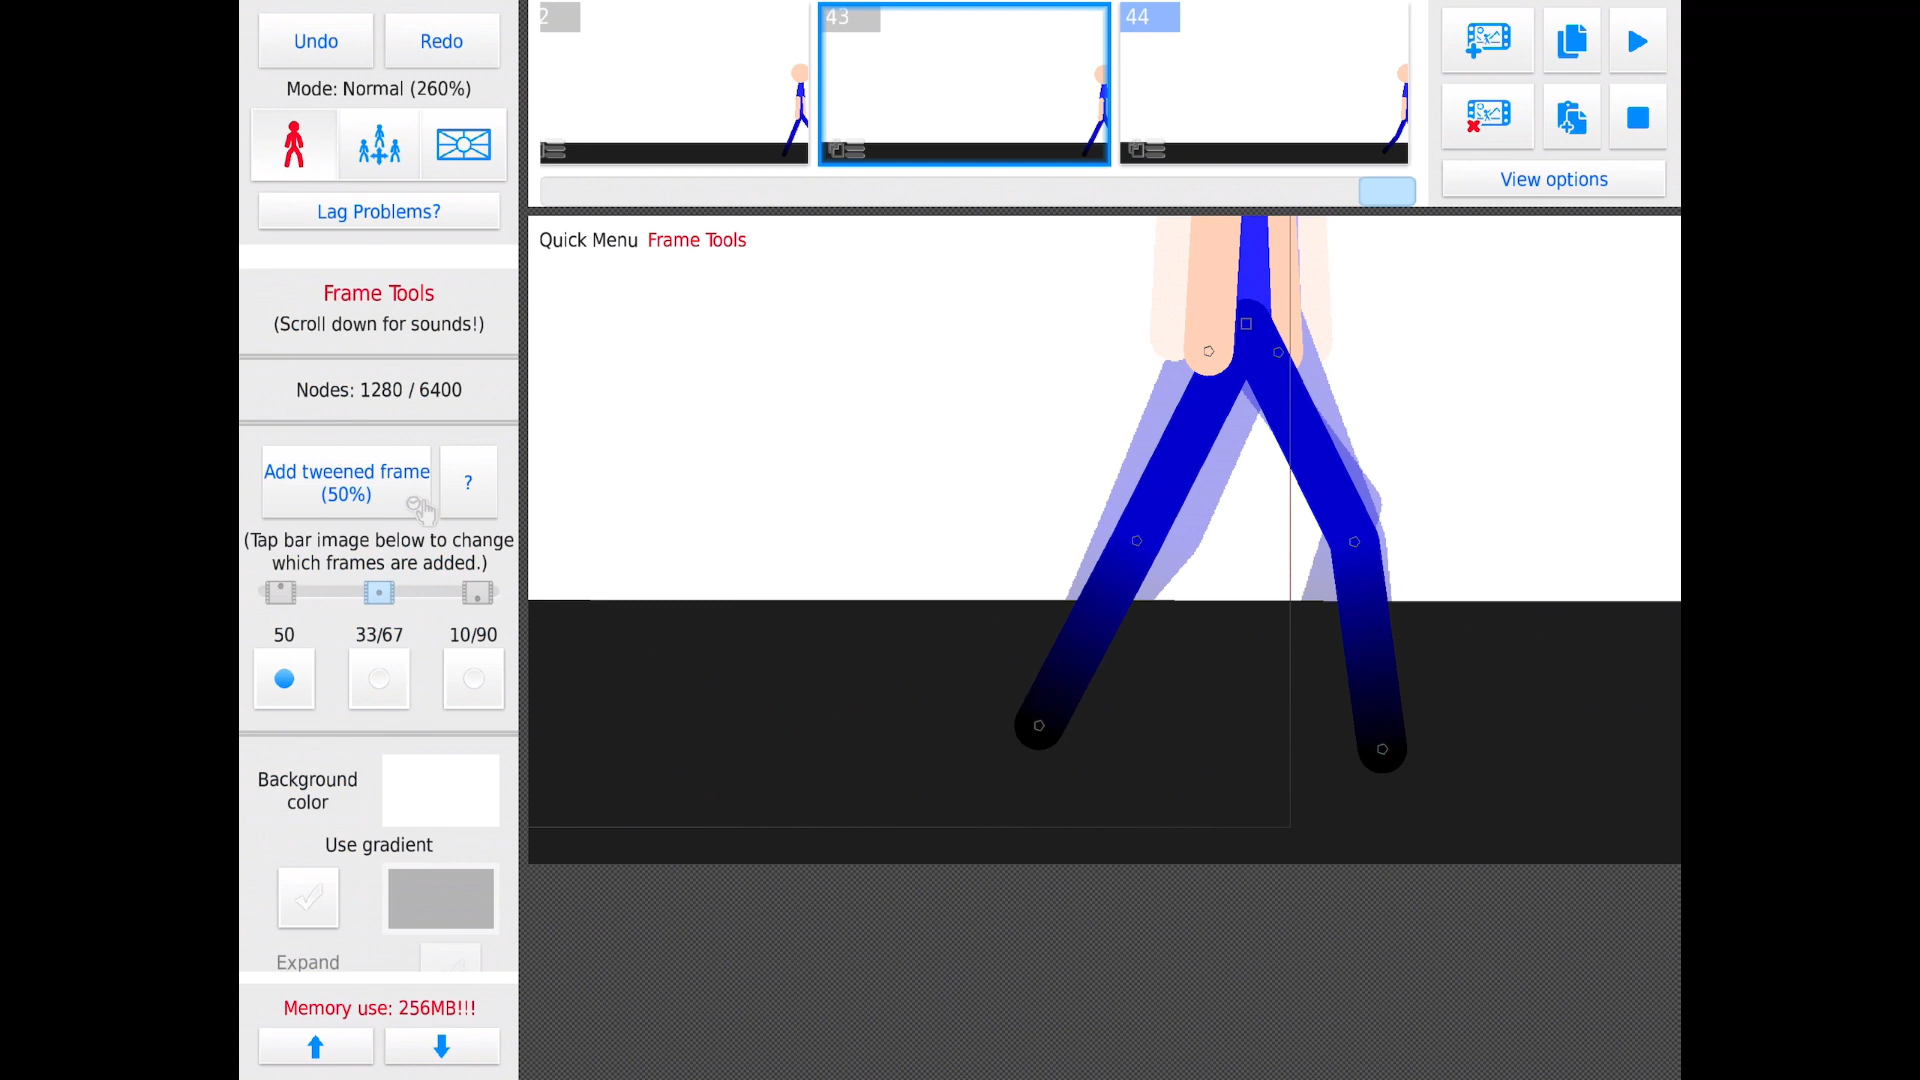 Undo
Redo
Mode: Normal (260%)
Lag Problems?
Frame Tools
(Scroll down for sounds!)
Nodes: 1280 / 6400
Add tweened frame
(50%)
?
(Tap bar image below to change
which frames are added.)
50
33/67
10/90
Background
color
Use gradient
Expand
Memory use: 256MB!!!
2
43
44
View options
Quick Menu
Frame Tools